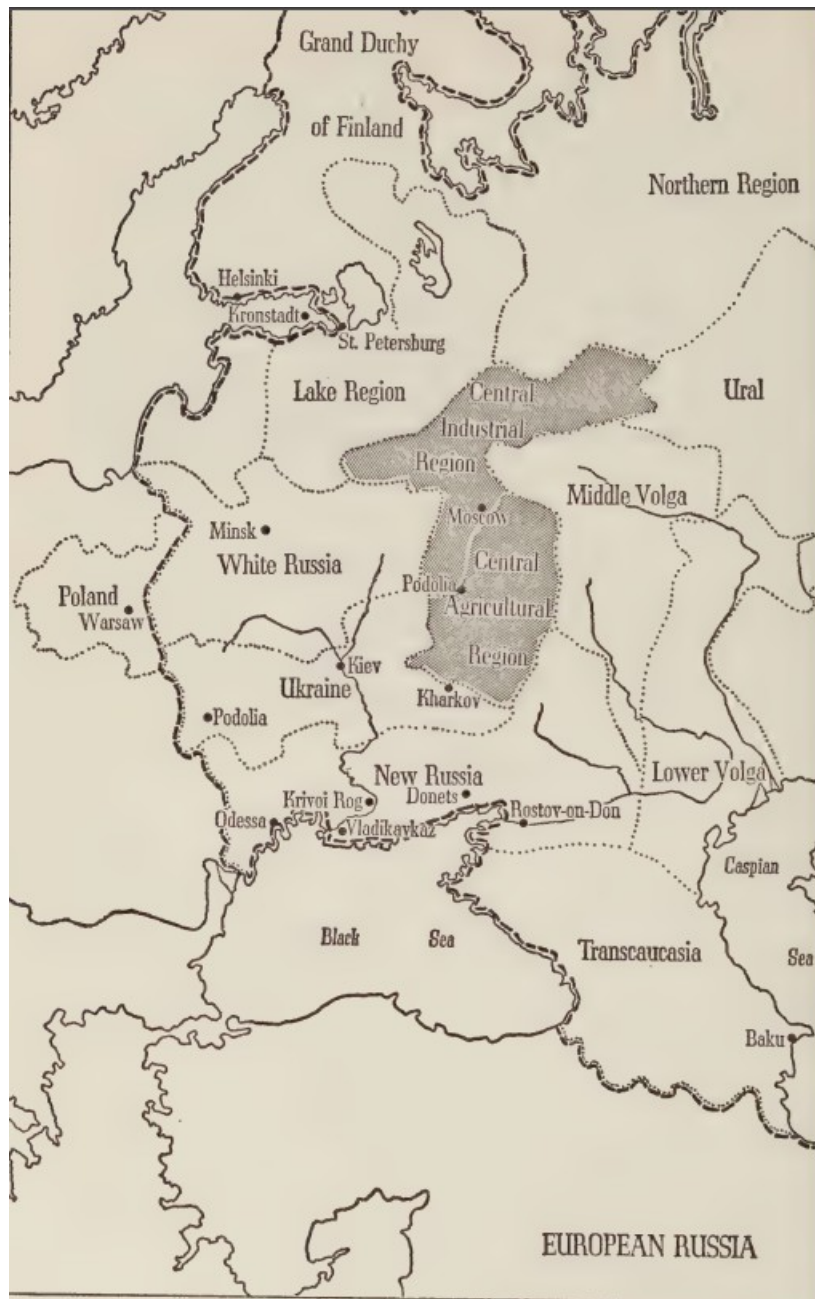 Grand Duchy
of Finland
Northern Region
Helsinki
Kronstadt
St. Petersburg
Lake Region
Central
Industrial
Region
Ural
Middle Volga
Moscow
Minsk
White Russia
Central
Podolia
Agricultural
Region
Poland
Warsaw
Kiev
Ukraine
Kharkov
Podolia
New Russia
Lower Volga
Krivoi Rog
Donets
Rostov-on-Don
Odessa
Vladikavkaz
Caspian
Black Sea
Transcaucasia
Sea
Baku
EUROPEAN RUSSIA